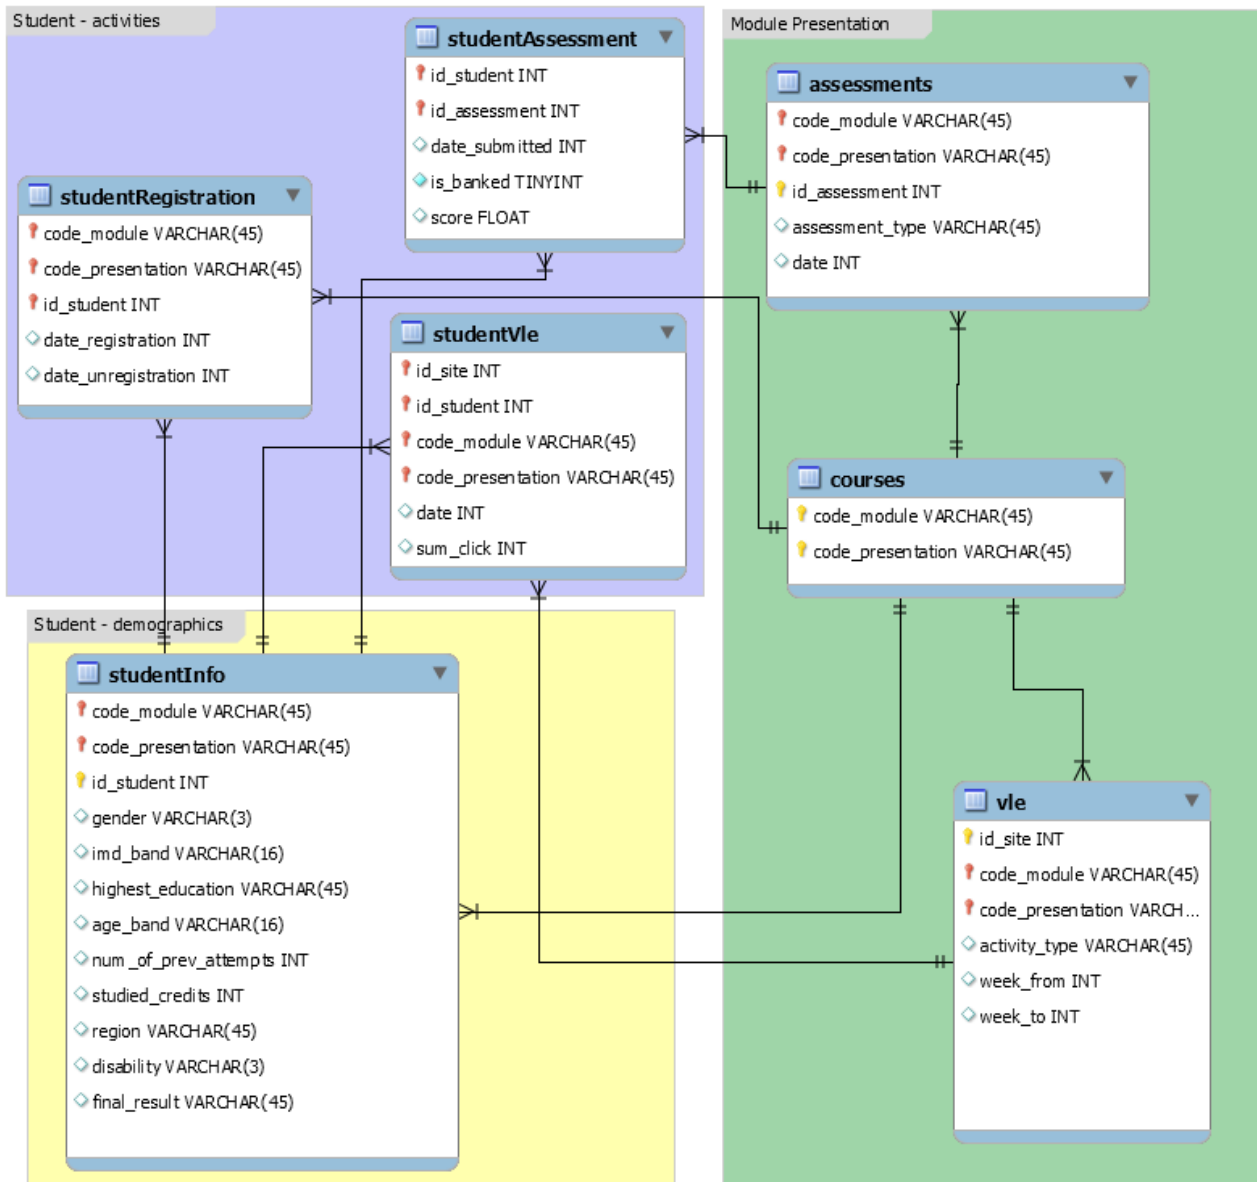 Student - activities
studentAssessment
id_student INT
id_assessment INT
date_submitted INT
is_banked TINYINT
score FLOAT
studentRegistration
code_module VARCHAR(45)
code_presentation VARCHAR(45)
id_student INT
date_registration INT
date_unregistration INT
studentVle
id_site INT
id_student INT
code_module VARCHAR(45)
code_presentation VARCHAR(45)
date INT
sum_click INT
Student - demographics
studentInfo
code_module VARCHAR(45)
code_presentation VARCHAR(45)
id_student INT
gender VARCHAR(3)
imd_band VARCHAR(16)
highest_education VARCHAR(45)
age_band VARCHAR(16)
num_of_prev_attempts INT
studied_credits INT
region VARCHAR(45)
disability VARCHAR(3)
final_result VARCHAR(45)
Module Presentation
assessments
code_module VARCHAR(45)
code_presentation VARCHAR(45)
id_assessment INT
assessment_type VARCHAR(45)
date INT
courses
code_module VARCHAR(45)
code_presentation VARCHAR(45)
vle
id_site INT
code_module VARCHAR(45)
code_presentation VARCH...
activity_type VARCHAR(45)
week_from INT
week_to INT